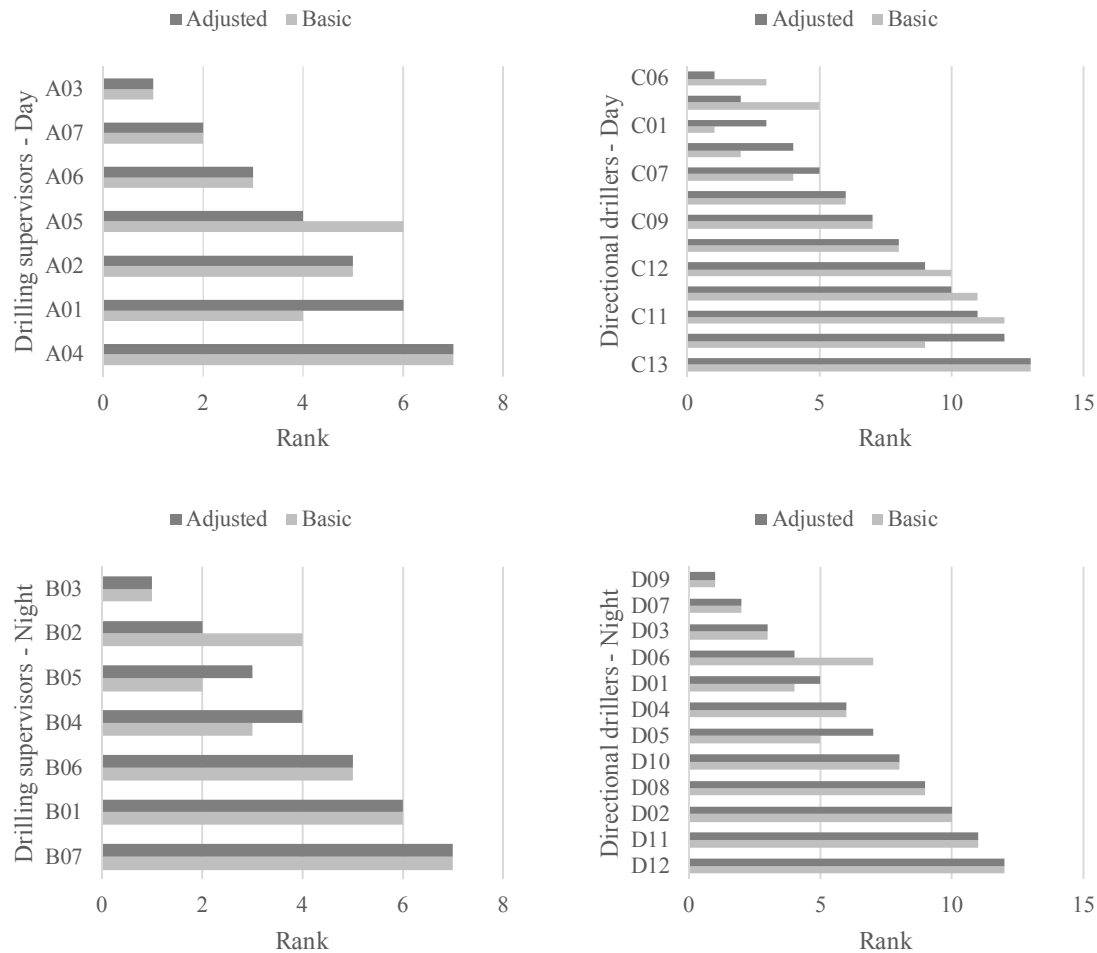 Adjusted Basic
Drilling supervisors - Day
A03
A07
A06
A05
A02
A01
A04
0 2 4 6 8
Rank
Adjusted Basic
Directional drillers - Day
C06
C01
C07
C09
C12
C11
C13
0 5 10 15
Rank
Adjusted Basic
Drilling supervisors - Night
B03
B02
B05
B04
B06
B01
B07
0 2 4 6 8
Rank
Adjusted Basic
Directional drillers - Night
D09
D07
D03
D06
D01
D04
D05
D10
D08
D02
D11
D12
0 5 10 15
Rank